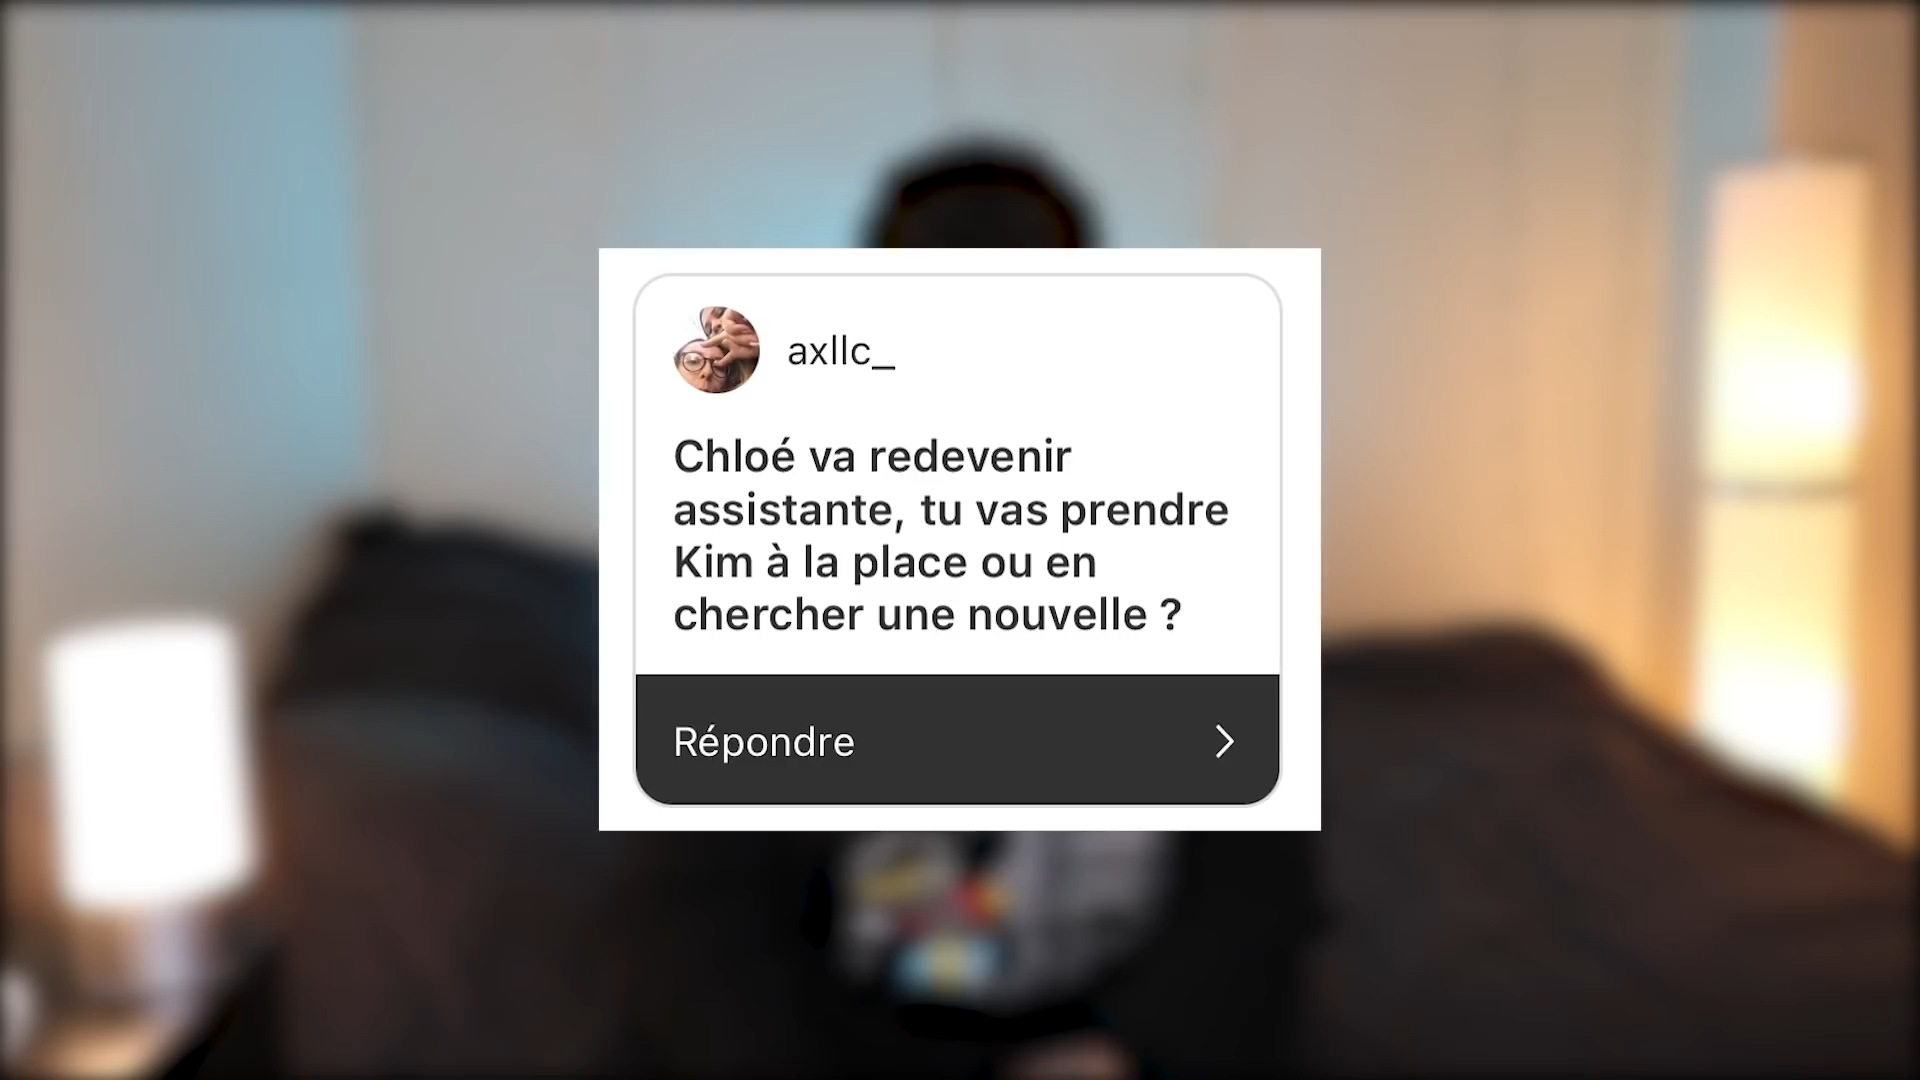 axllc_
Chloé va redevenir
assistante, tu vas prendre
Kim à la place ou en
chercher une nouvelle ?
Répondre